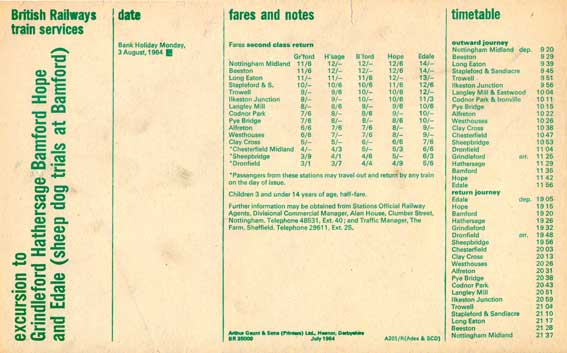 British Railways
train services
excursion to
Grindleford Hathersage Bamford Hope
and Edale (sheep dog trials at Bamford)
date
Bank Holiday Monday,
3 August, 1964
fares and notes
Fares second class return
Gr'ford H'sage B'ford Hope Edale
Nottingham Midland 11/6 12/– 12/– 12/6 14/–
Beeston 11/6 12/– 12/– 12/6 14/–
Long Eaton 11/– 11/– 11/6 12/– 13/–
Stapleford & S. 10/– 10/6 10/6 11/6 12/6
Trowell 9/– 9/6 10/– 10/6 12/–
Ilkeston Junction 9/– 9/– 10/– 10/6 11/3
Langley Mill 8/– 8/6 9/– 9/6 10/6
Codnor Park 7/6 8/– 8/6 9/– 10/–
Pye Bridge 7/6 8/– 8/– 9/– 10/–
Alfreton 6/6 7/6 7/6 8/– 9/–
Westhouses 6/6 7/– 7/6 8/– 9/–
Clay Cross 5/– 5/– 6/– 6/6 7/6
*Chesterfield Midland 4/– 4/3 5/– 5/3 6/6
*Sheepbridge 3/9 4/1 4/6 5/– 6/3
*Dronfield 3/1 3/7 4/4 4/9 5/6
*Passengers from these stations may travel out and return by any train
on the day of issue.
Children 3 and under 14 years of age, half-fare.
Further information may be obtained from Stations Official Railway
Agents, Divisional Commercial Manager, Alan House, Clumber Street,
Nottingham. Telephone 48531, Ext. 40; and Traffic Manager, The
Farm, Sheffield. Telephone 29611, Ext. 25.
Arthur Gaunt & Sons (Printers) Ltd., Heanor, Derbyshire
BR 35000 July 1964 A205/R(Adex & DCD)
timetable
outward journey
Nottingham Midland dep. 9 20
Beeston 9 29
Long Eaton 9 39
Stapleford & Sandiacre 9 45
Trowell 9 51
Ilkeston Junction 9 56
Langley Mill & Eastwood 10 04
Codnor Park & Ironville 10 11
Pye Bridge 10 15
Alfreton 10 22
Westhouses 10 26
Clay Cross 10 38
Chesterfield 10 47
Sheepbridge 10 53
Dronfield 11 04
Grindleford arr. 11 25
Hathersage 11 29
Bamford 11 35
Hope 11 42
Edale 11 56
return journey
Edale dep. 19 05
Hope 19 15
Bamford 19 20
Hathersage 19 26
Grindleford 19 32
Dronfield arr. 19 48
Sheepbridge 19 56
Chesterfield 20 03
Clay Cross 20 13
Westhouses 20 26
Alfreton 20 31
Pye Bridge 20 38
Codnor Park 20 43
Langley Mill 20 51
Ilkeston Junction 20 59
Trowell 21 04
Stapleford & Sandiacre 21 10
Long Eaton 21 17
Beeston 21 28
Nottingham Midland 21 37